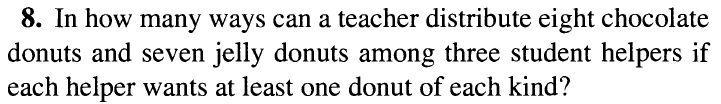 8. In how many ways can a teacher distribute eight chocolate
donuts and seven jelly donuts among three student helpers if
each helper wants at least one donut of each kind?